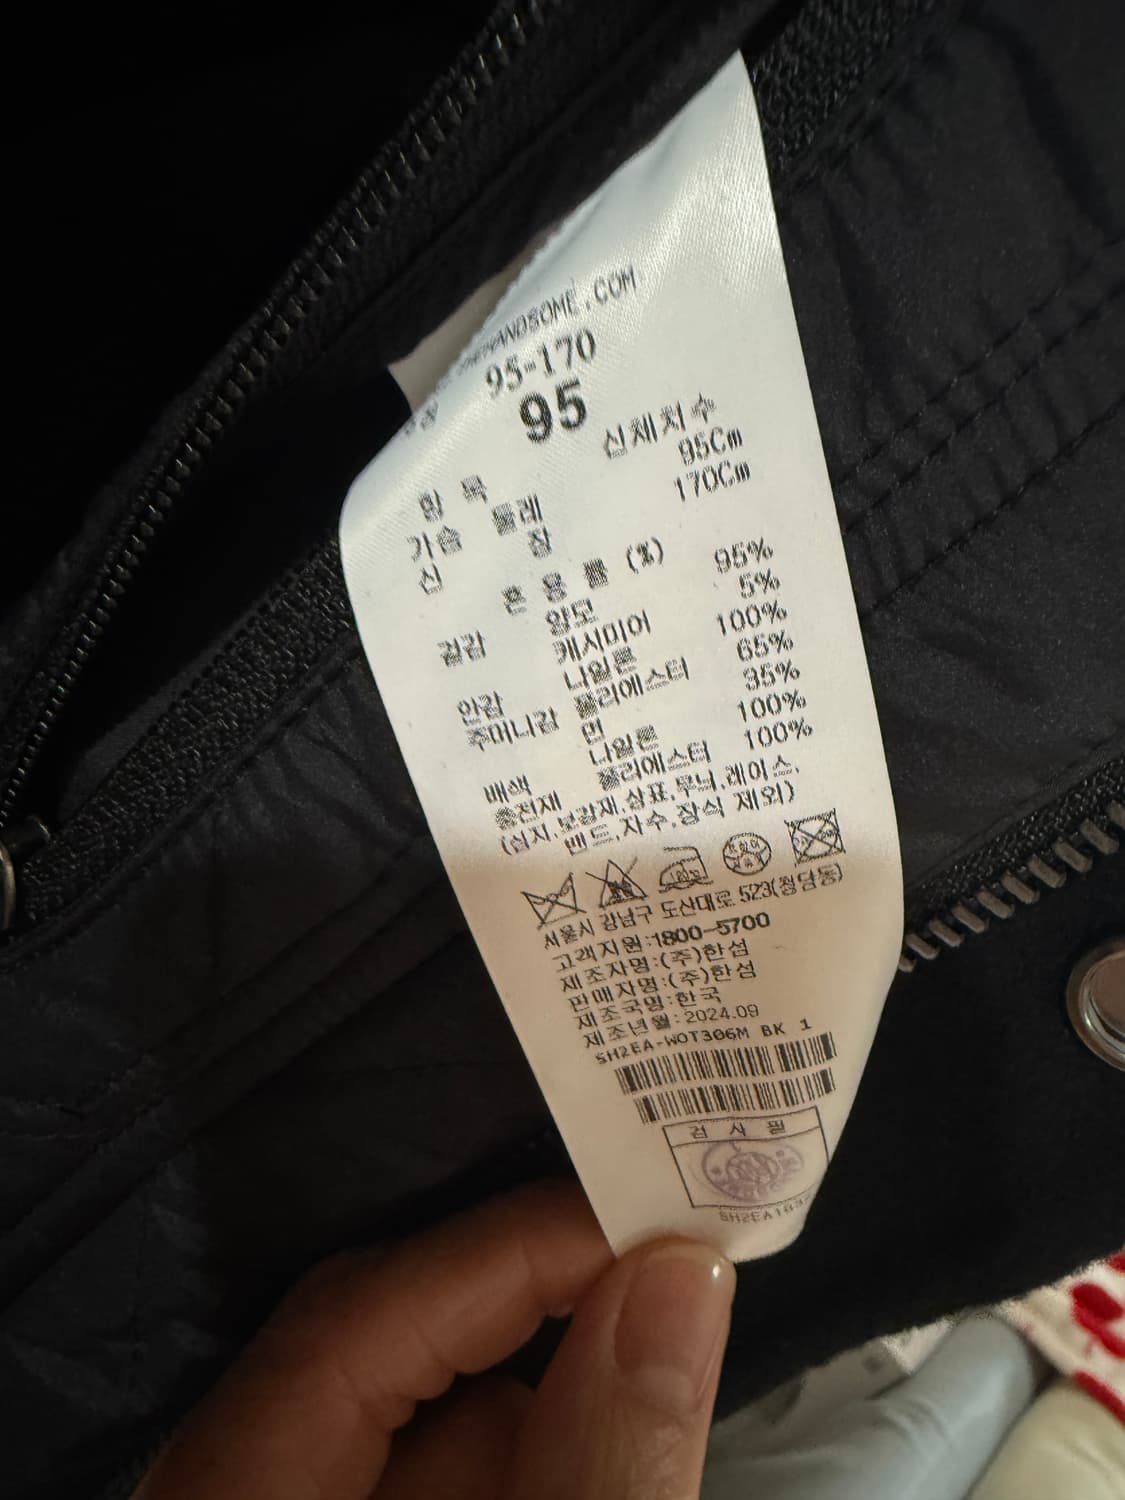 THEHANDSOME.COM
95-170
95
항 목 신체치수
가슴 둘레 95Cm
신 장 170Cm
혼 용 률 (%)
겉감 양모 95%
캐시미어 5%
안감 나일론 100%
주머니감 폴리에스터 65%
면 35%
배색 나일론 100%
충전재 폴리에스터 100%
(심지,보강재,상표,무늬,레이스,
밴드,자수,장식 제외)
서울시 강남구 도산대로 523(청담동)
고객지원:1800-5700
제조자명:(주)한섬
판매자명:(주)한섬
제조국명:한국
제조년월:2024.09
SH2EA-WOT306M BK 1
검 사 필